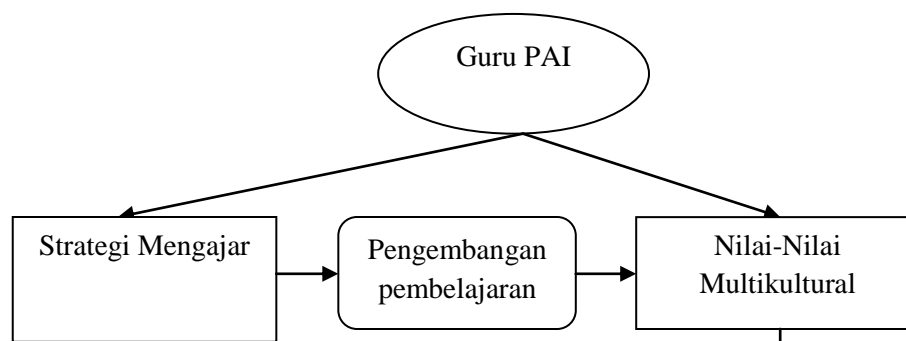 Guru PAI
Strategi Mengajar
Pengembangan
pembelajaran
Nilai-Nilai
Multikultural